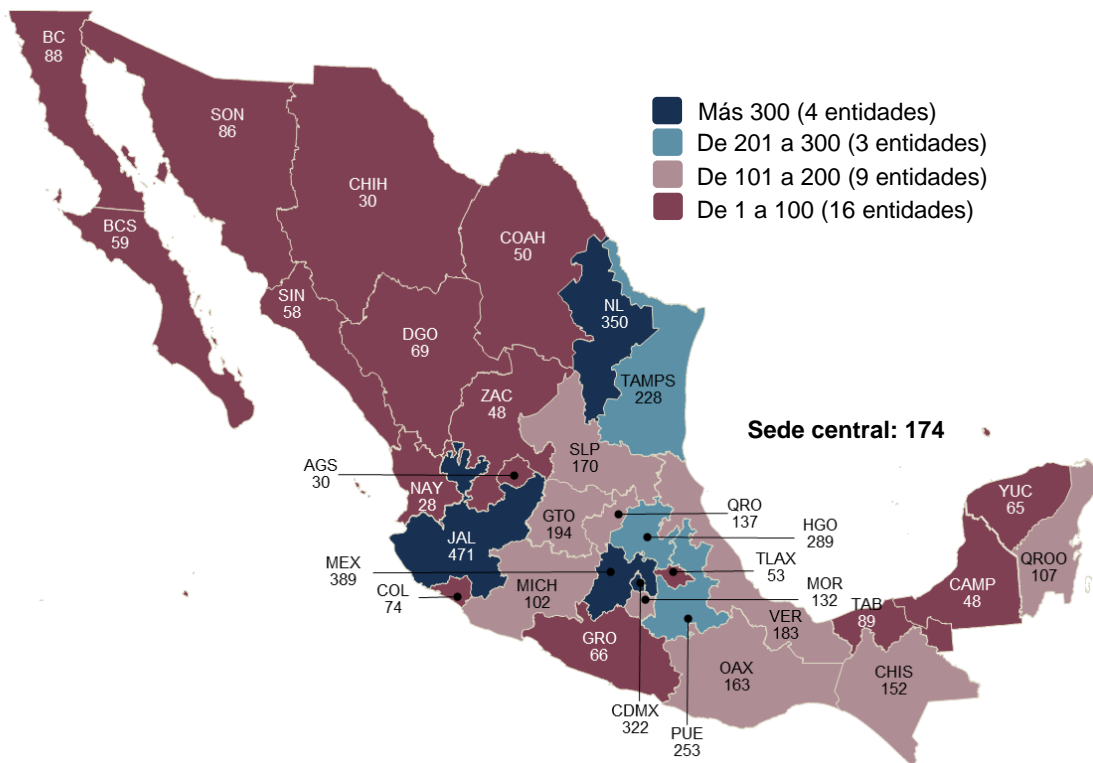 BC
88
SON
86
CHIH
30
BCS
59
COAH
50
SIN
58
DGO
69
NL
350
ZAC
48
TAMPS
228
Más 300 (4 entidades)
De 201 a 300 (3 entidades)
De 101 a 200 (9 entidades)
De 1 a 100 (16 entidades)
Sede central: 174
SLP
170
AGS
30
NAY
28
GTO
194
QRO
137
HGO
289
YUC
65
JAL
471
MEX
389
TLAX
53
QROO
107
COL
74
MICH
102
MOR
132
CAMP
48
VER
183
TAB
89
GRO
66
OAX
163
CHIS
152
CDMX
322
PUE
253